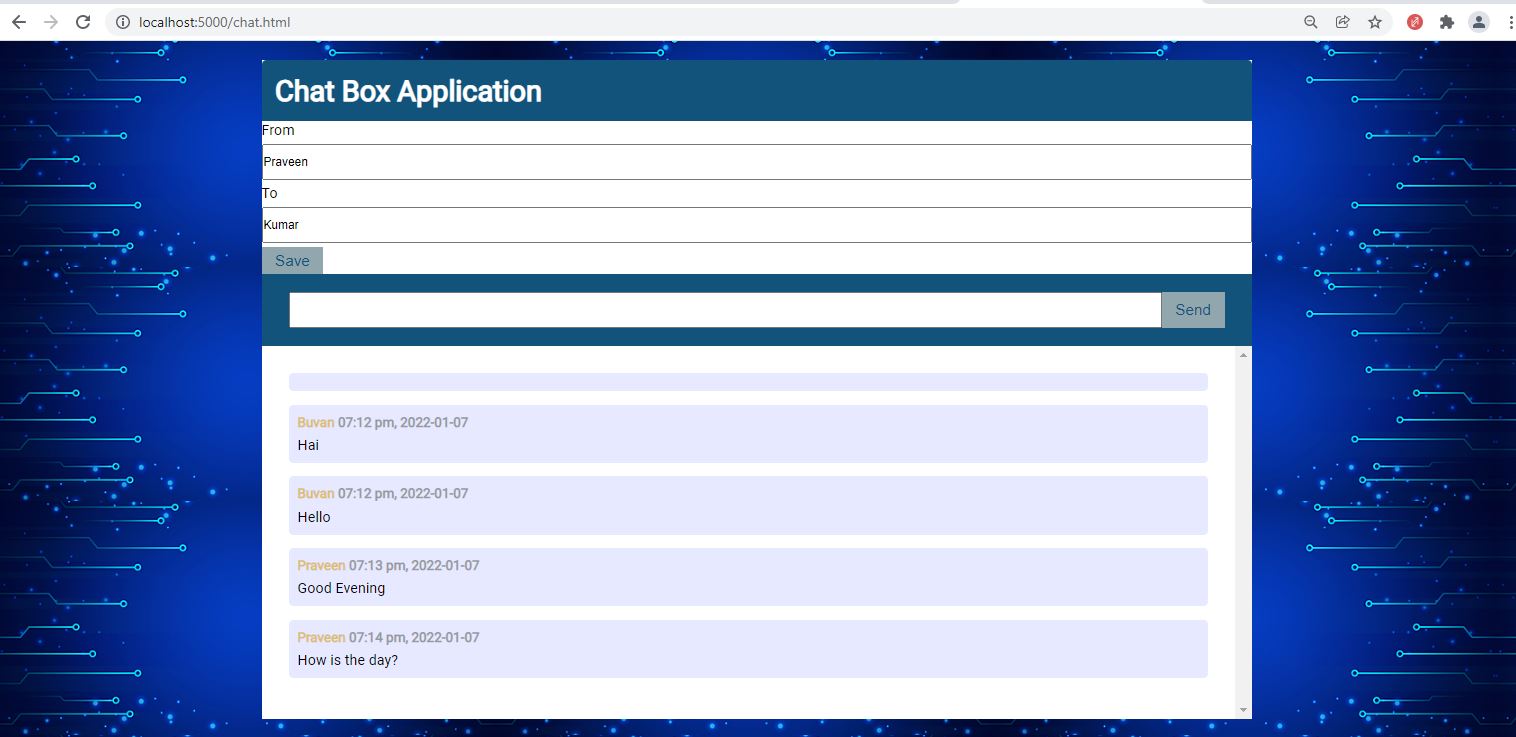 localhost:5000/chat.html
Chat Box Application
From
Praveen
To
Kumar
Save
Send
Buvan 07:12 pm, 2022-01-07
Hai
Buvan 07:12 pm, 2022-01-07
Hello
Praveen 07:13 pm, 2022-01-07
Good Evening
Praveen 07:14 pm, 2022-01-07
How is the day?